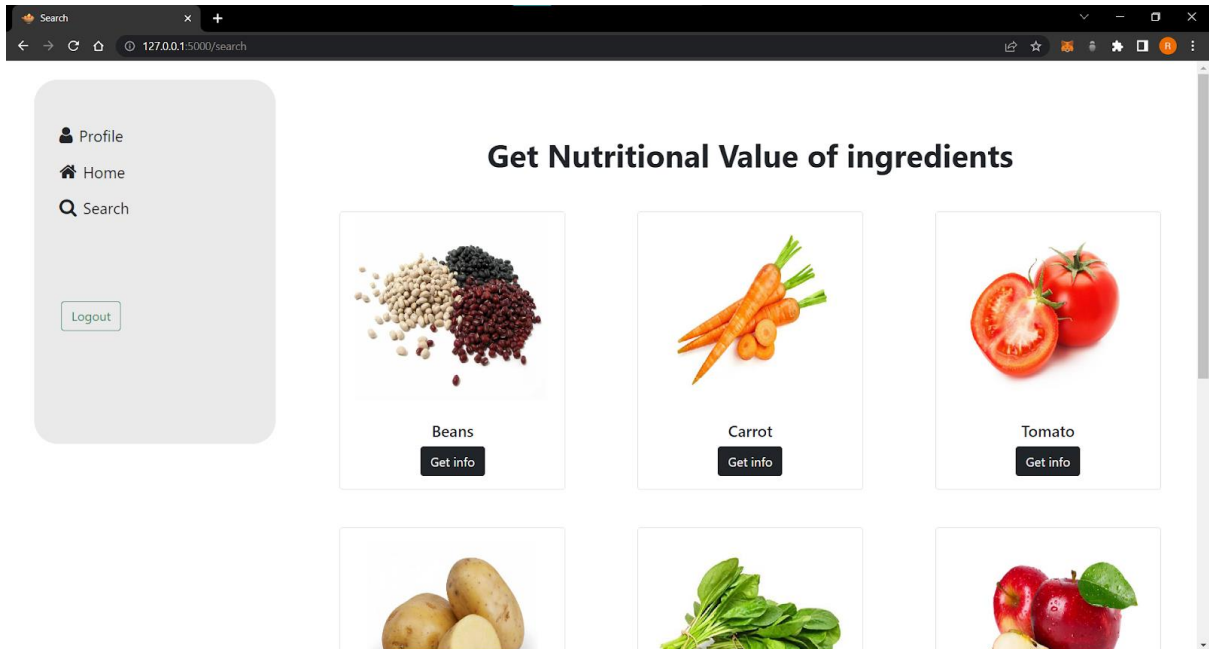 Search
127.0.0.1:5000/search
R
Profile
Home
Search
Logout
Get Nutritional Value of ingredients
Beans
Get info
Carrot
Get info
Tomato
Get info